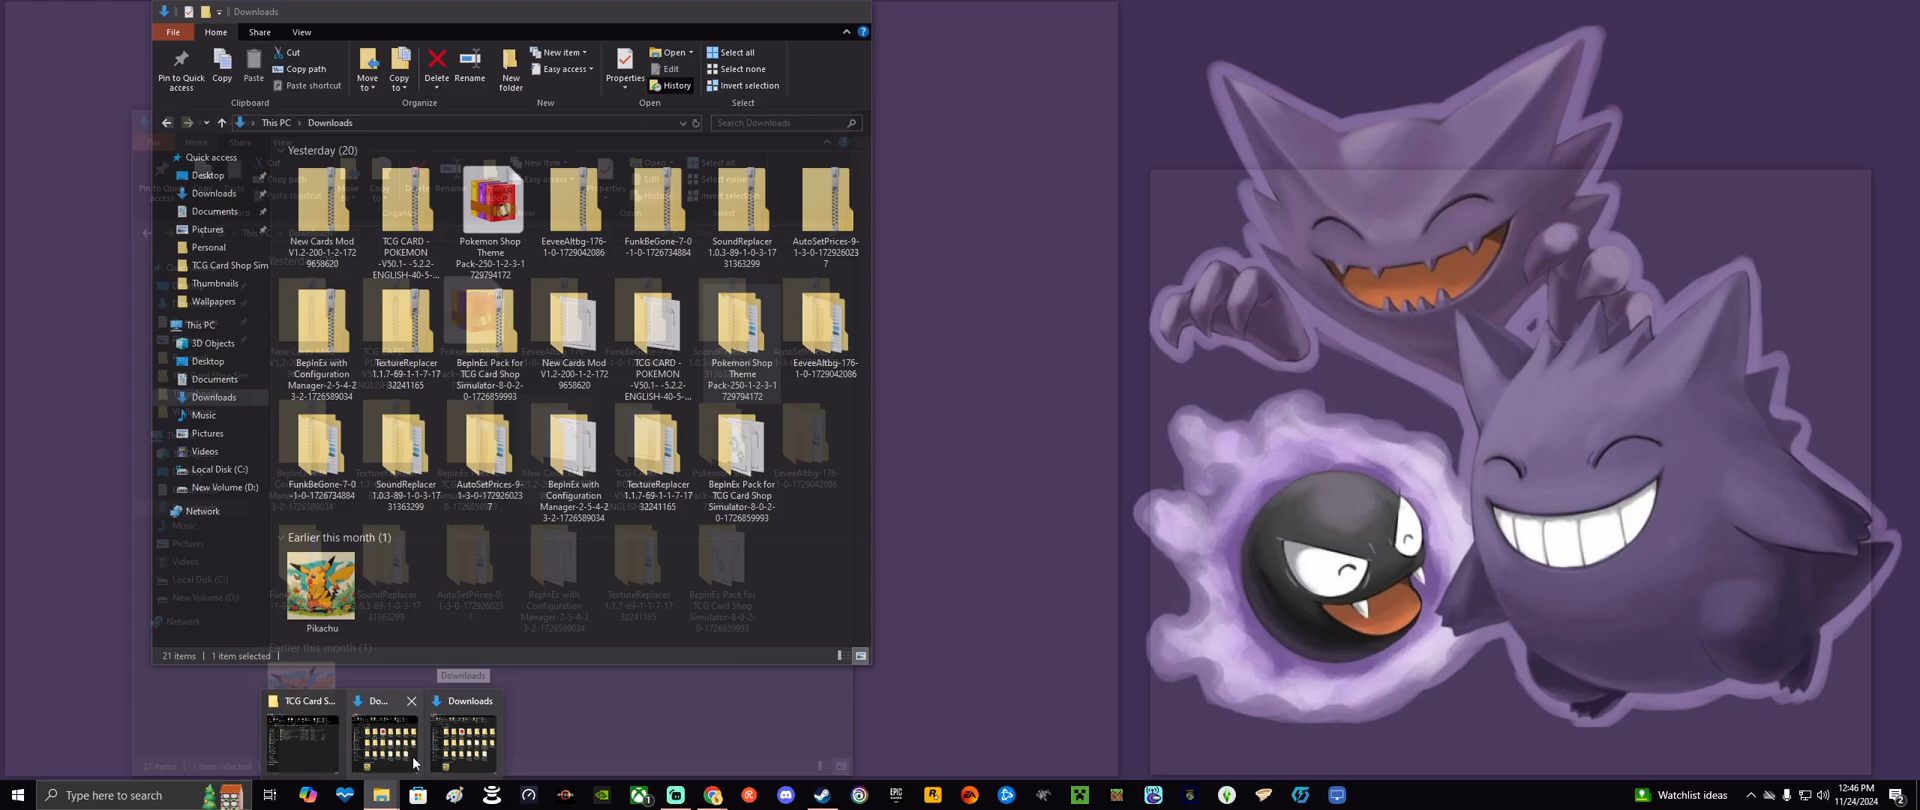 Downloads
File Home Share View
Pin to Quick access
Copy
Paste
Cut
Copy path
Paste shortcut
Move to
Copy to
Delete
Rename
New folder
New item
Easy access
Properties
Open
Edit
History
Select all
Select none
Invert selection
Clipboard Organize New Open Select
This PC > Downloads
Search Downloads
Quick access
Desktop
Downloads
Documents
Pictures
Personal
TCG Card Shop Sim
Thumbnails
Wallpapers
This PC
3D Objects
Desktop
Documents
Downloads
Music
Pictures
Videos
Local Disk (C:)
New Volume (D:)
Network
Yesterday (20)
New Cards Mod
V1.2-200-1-2-172
9658620
TCG CARD -
POKEMON
-V50.1- -5.2.2-
ENGLISH-40-5-...
Pokemon Shop
Theme
Pack-250-1-2-3-1
729794172
EeveeAltbg-176-
1-0-1729042086
FunkBeGone-7-0
-1-0-1726734884
SoundReplacer
1.0.3-89-1-0-3-17
31363299
AutoSetPrices-9-
1-3-0-172926023
7
BepInEx with
Configuration
Manager-2-5-4-2
3-2-1726589034
TextureReplacer
1.1.7-69-1-1-7-17
32241165
BepInEx Pack for
TCG Card Shop
Simulator-8-0-2-
0-1726859993
New Cards Mod
V1.2-200-1-2-172
9658620
TCG CARD -
POKEMON
-V50.1- -5.2.2-
ENGLISH-40-5-...
Pokemon Shop
Theme
Pack-250-1-2-3-1
729794172
EeveeAltbg-176-
1-0-1729042086
FunkBeGone-7-0
-1-0-1726734884
SoundReplacer
1.0.3-89-1-0-3-17
31363299
AutoSetPrices-9-
1-3-0-172926023
7
BepInEx with
Configuration
Manager-2-5-4-2
3-2-1726589034
TextureReplacer
1.1.7-69-1-1-7-17
32241165
BepInEx Pack for
TCG Card Shop
Simulator-8-0-2-
0-1726859993
Earlier this month (1)
Pikachu
21 items 1 item selected
Downloads
TCG Card S...
Do...
Downloads
Type here to search
EPIC
Watchlist ideas
12:46 PM
11/24/2024